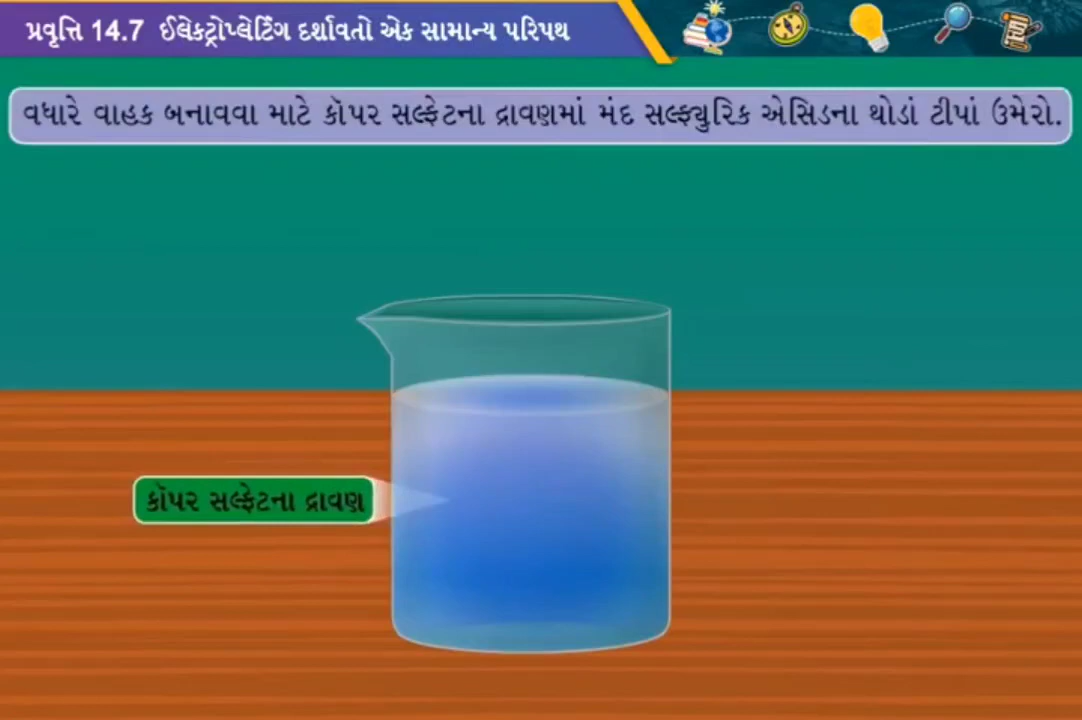 પ્રવૃત્તિ 14.7 ઈલેક્ટ્રોપ્લેટિંગ દર્શાવતો એક સામાન્ય પરિપથ
વધારે વાહક બનાવવા માટે કૉપર સલ્ફેટના દ્રાવણમાં મંદ સલ્ફ્યુરિક એસિડના થોડાં ટીપાં ઉમેરો.
કૉપર સલ્ફેટના દ્રાવણ